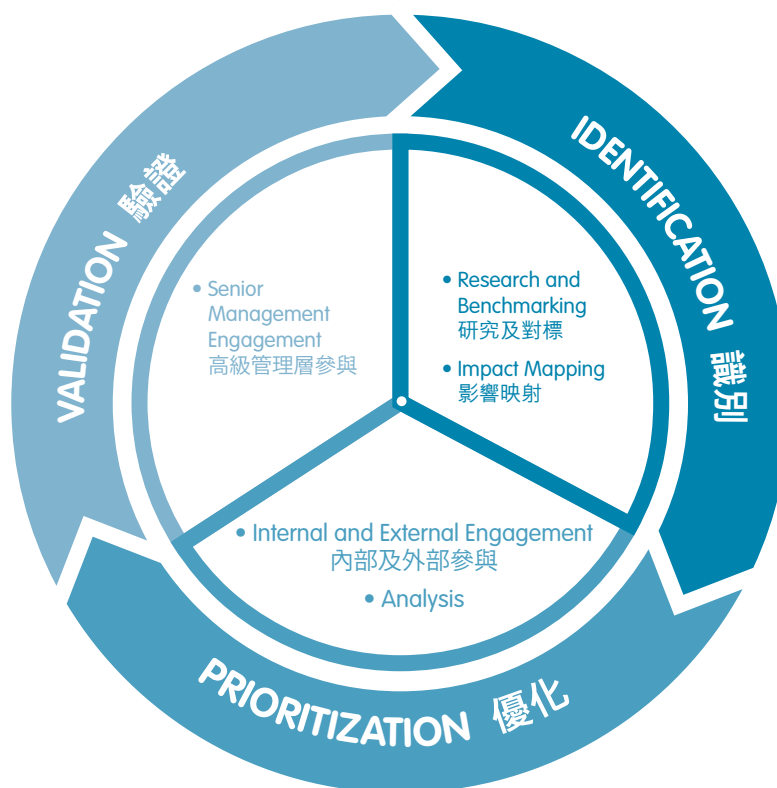 IDENTIFICATION 識別
• Research and
Benchmarking
研究及對標
• Impact Mapping
影響映射
PRIORITIZATION 優化
• Internal and External Engagement
內部及外部參與
• Analysis
VALIDATION 驗證
• Senior
Management
Engagement
高級管理層參與